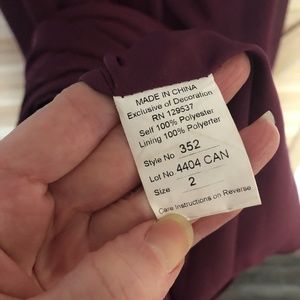 MADE IN CHINA
Exclusive of Decoration
RN 129537
Self 100% Polyester
Lining 100% Polyerter
Style No 352
Lot No 4404 CAN
Size 2
Care Instructions on Reverse